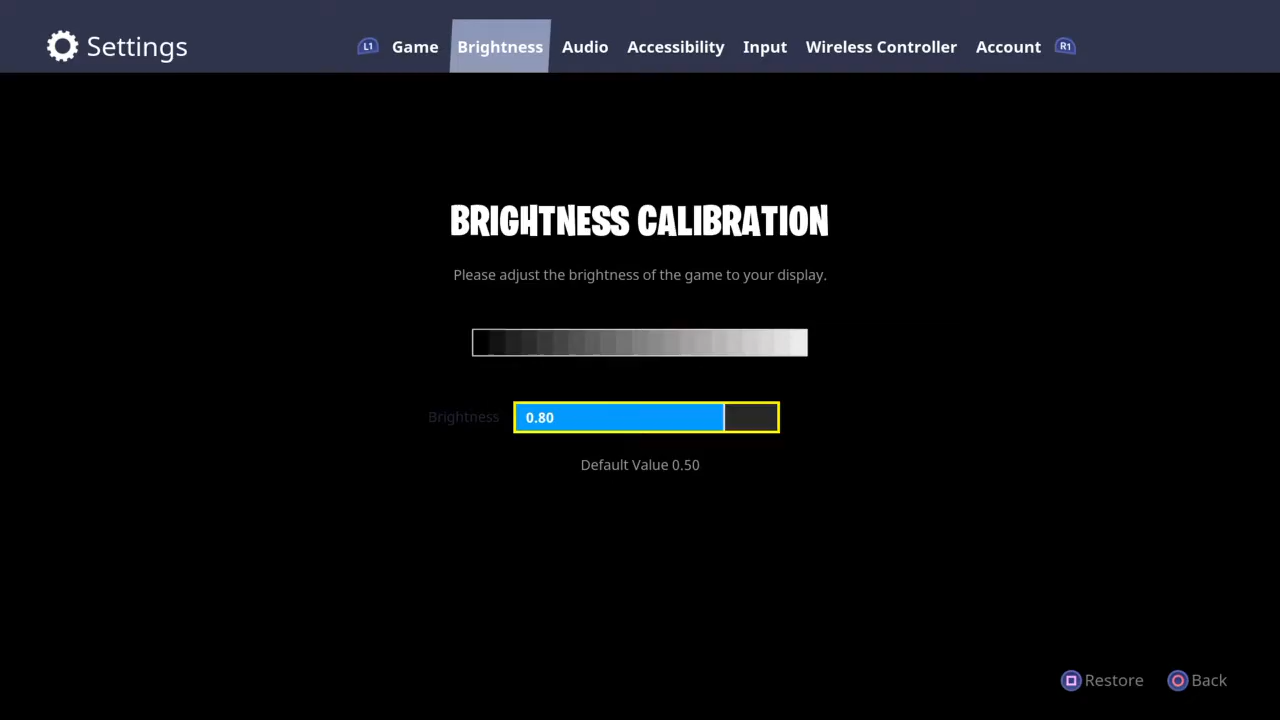 Settings L1 Game Brightness Audio Accessibility Input Wireless Controller Account R1
BRIGHTNESS CALIBRATION
Please adjust the brightness of the game to your display.
Brightness 0.80
Default Value 0.50
Restore Back